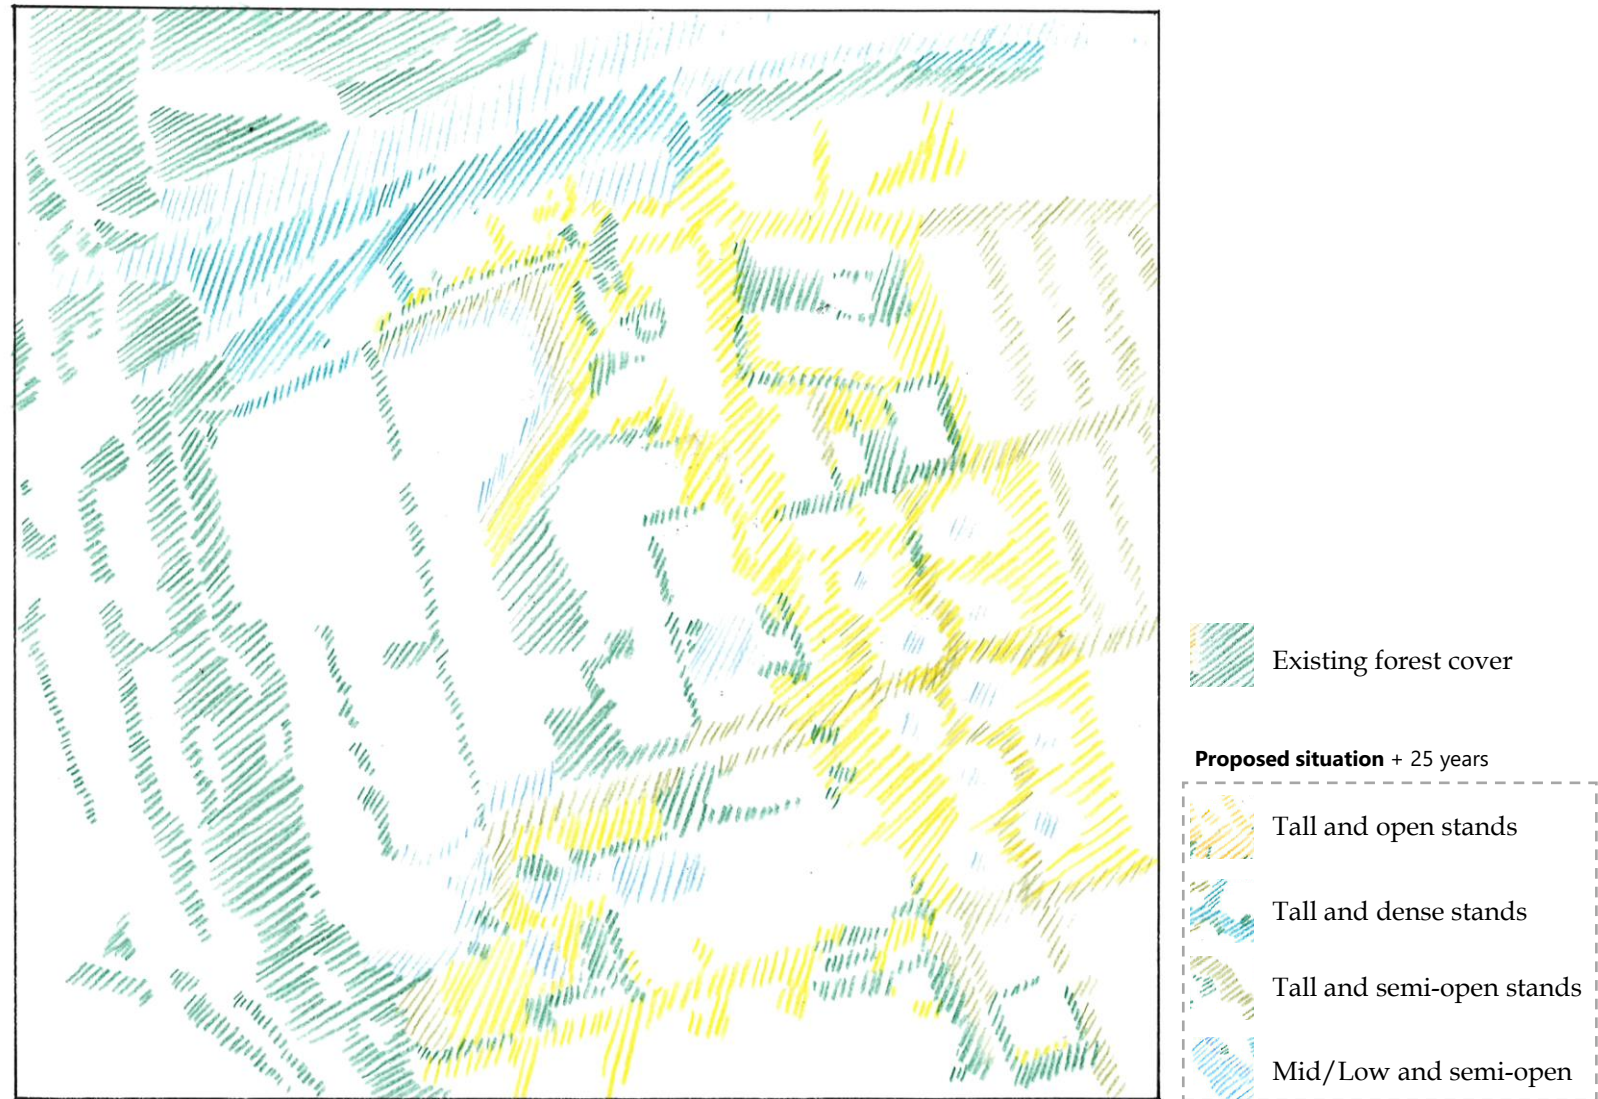 Existing forest cover
Proposed situation + 25 years
Tall and open stands
Tall and dense stands
Tall and semi-open stands
Mid/Low and semi-open